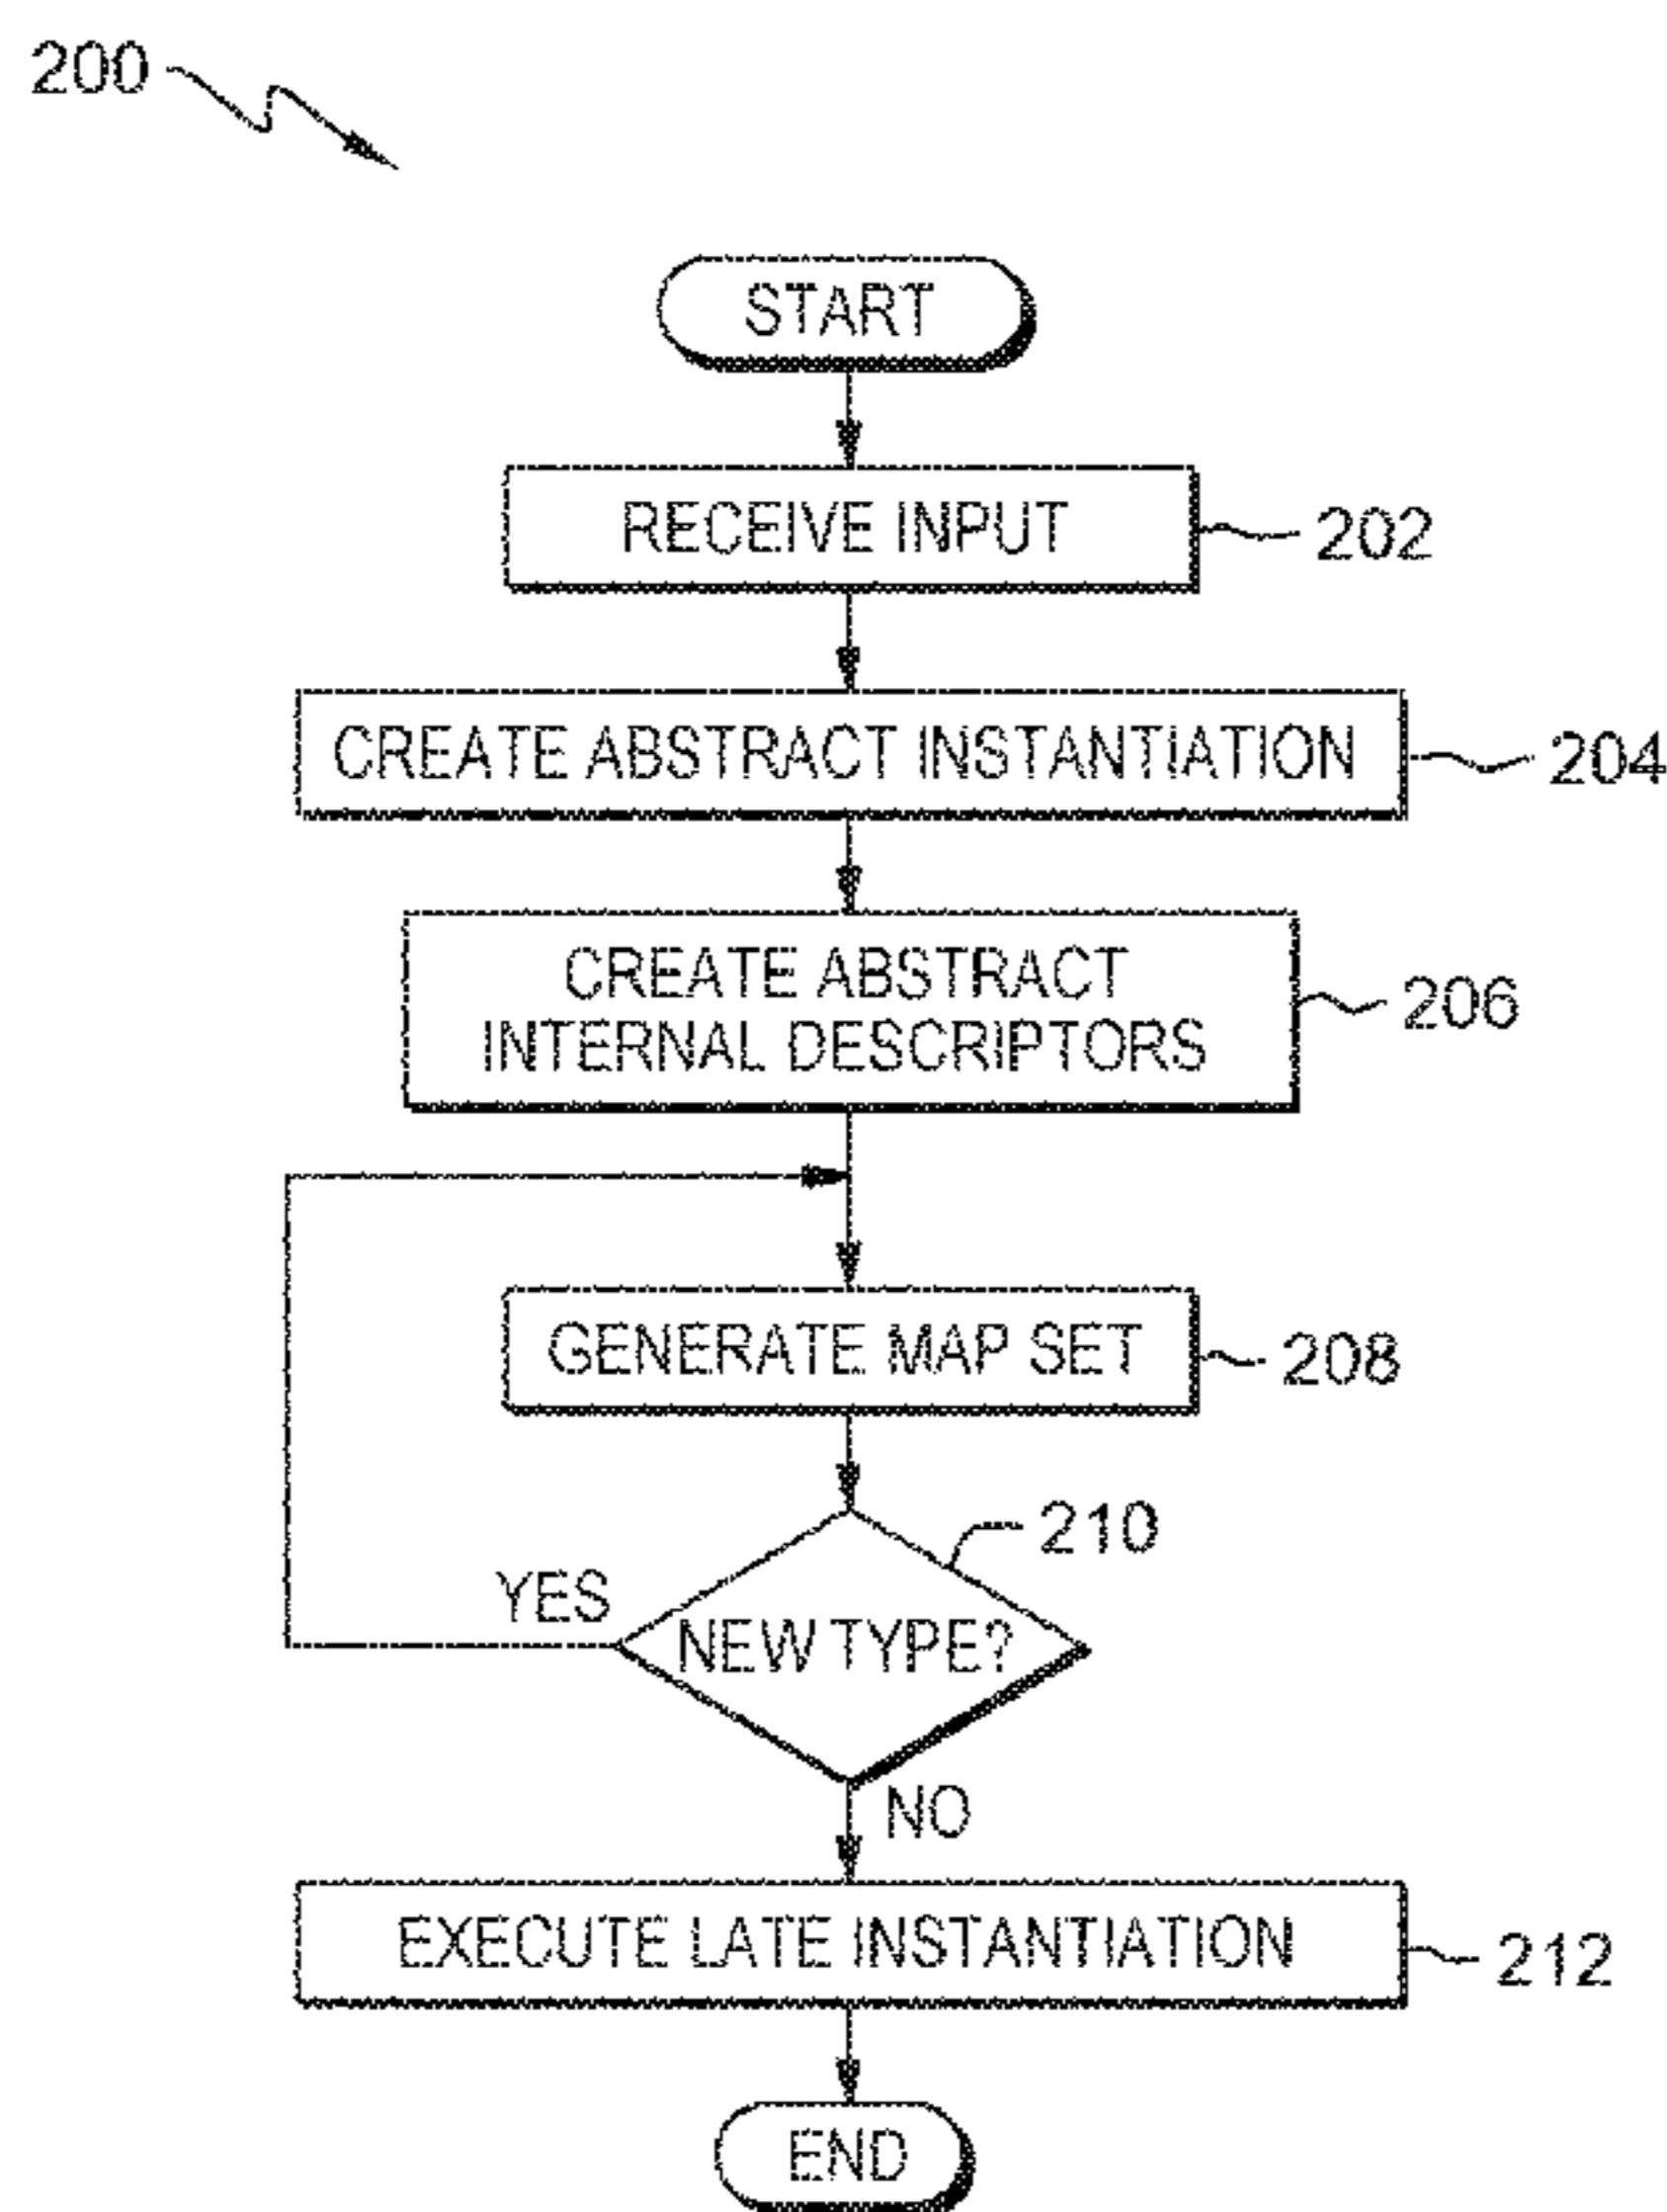 200
START
RECEIVE INPUT
202
CREATE ABSTRACT INSTANTIATION
204
CREATE ABSTRACT
INTERNAL DESCRIPTORS
206
GENERATE MAP SET
208
210
YES
NEW TYPE?
NO
EXECUTE LATE INSTANTIATION
212
END